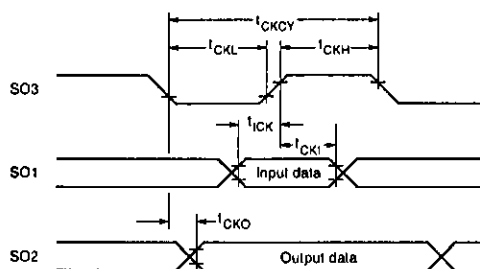 tCKCY
tCKL
tCKH
SO3
tICK
tCKI
SO1
Input data
tCKO
SO2
Output data